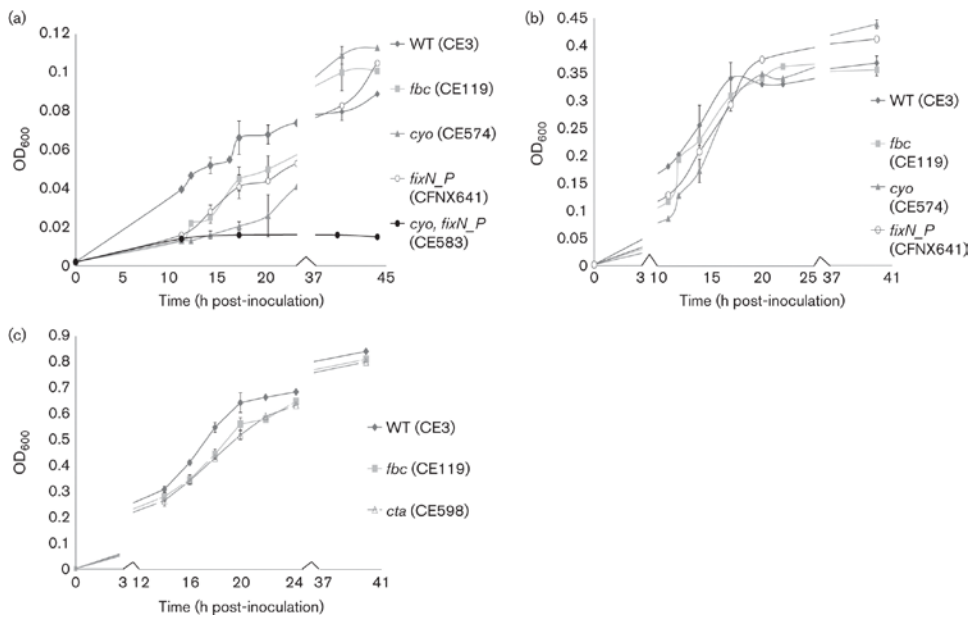 (a)
0.12
0.1
0.08
0.06
0.04
0.02
0
OD600
0 5 10 15 20 37 45
Time (h post-inoculation)
WT (CE3)
fbc (CE119)
cyo (CE574)
fixN_P
(CFNX641)
cyo, fixN_P
(CE583)
(b)
0.45
0.4
0.35
0.3
0.25
0.2
0.15
0.1
0.05
0
OD600
0 3 10 15 20 25 37 41
Time (h post-inoculation)
WT (CE3)
fbc
(CE119)
cyo
(CE574)
fixN_P
(CFNX641)
(c)
0.9
0.8
0.7
0.6
0.5
0.4
0.3
0.2
0.1
0
OD600
0 3 12 16 20 24 37 41
Time (h post-inoculation)
WT (CE3)
fbc (CE119)
cta (CE598)